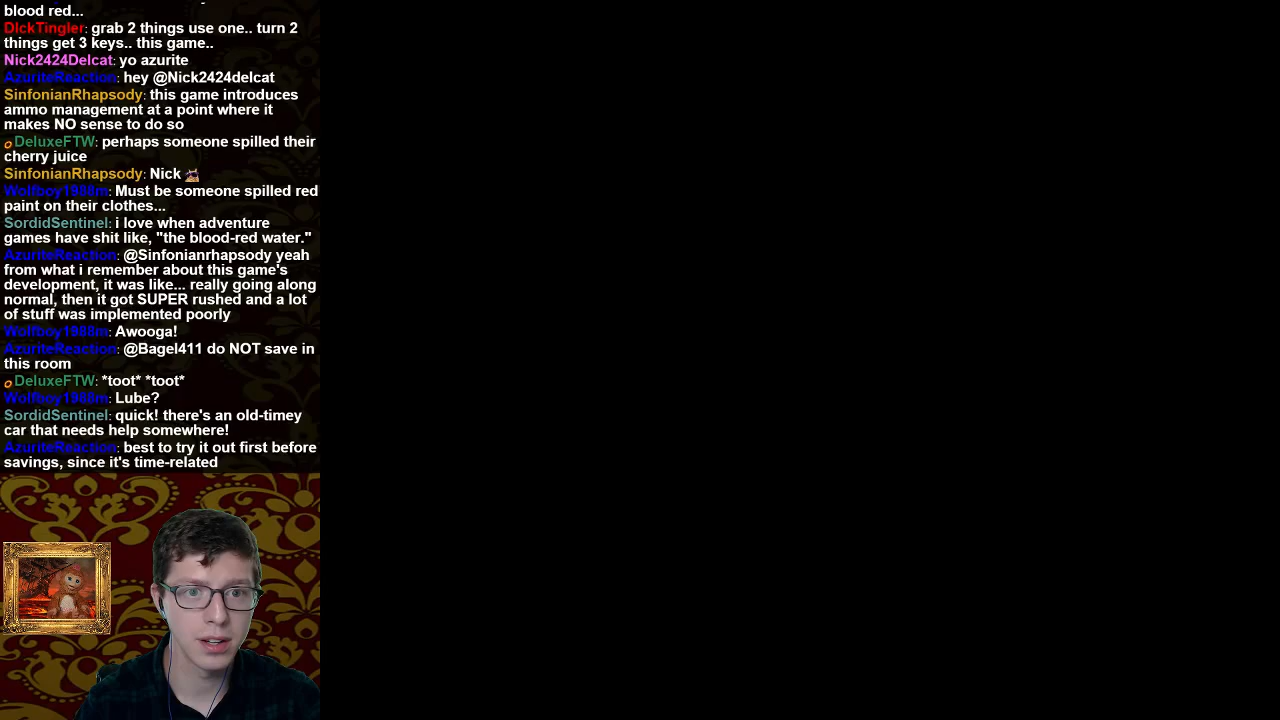 blood red...
DIckTingler: grab 2 things use one.. turn 2
things get 3 keys.. this game..
Nick2424Delcat: yo azurite
AzuriteReaction: hey @Nick2424delcat
SinfonianRhapsody: this game introduces
ammo management at a point where it
makes NO sense to do so
DeluxeFTW: perhaps someone spilled their
cherry juice
SinfonianRhapsody: Nick
Wolfboy1988m: Must be someone spilled red
paint on their clothes...
SordidSentinel: i love when adventure
games have shit like, "the blood-red water."
AzuriteReaction: @Sinfonianrhapsody yeah
from what i remember about this game's
development, it was like... really going along
normal, then it got SUPER rushed and a lot
of stuff was implemented poorly
Wolfboy1988m: Awooga!
AzuriteReaction: @Bagel411 do NOT save in
this room
DeluxeFTW: *toot* *toot*
Wolfboy1988m: Lube?
SordidSentinel: quick! there's an old-timey
car that needs help somewhere!
AzuriteReaction: best to try it out first before
savings, since it's time-related